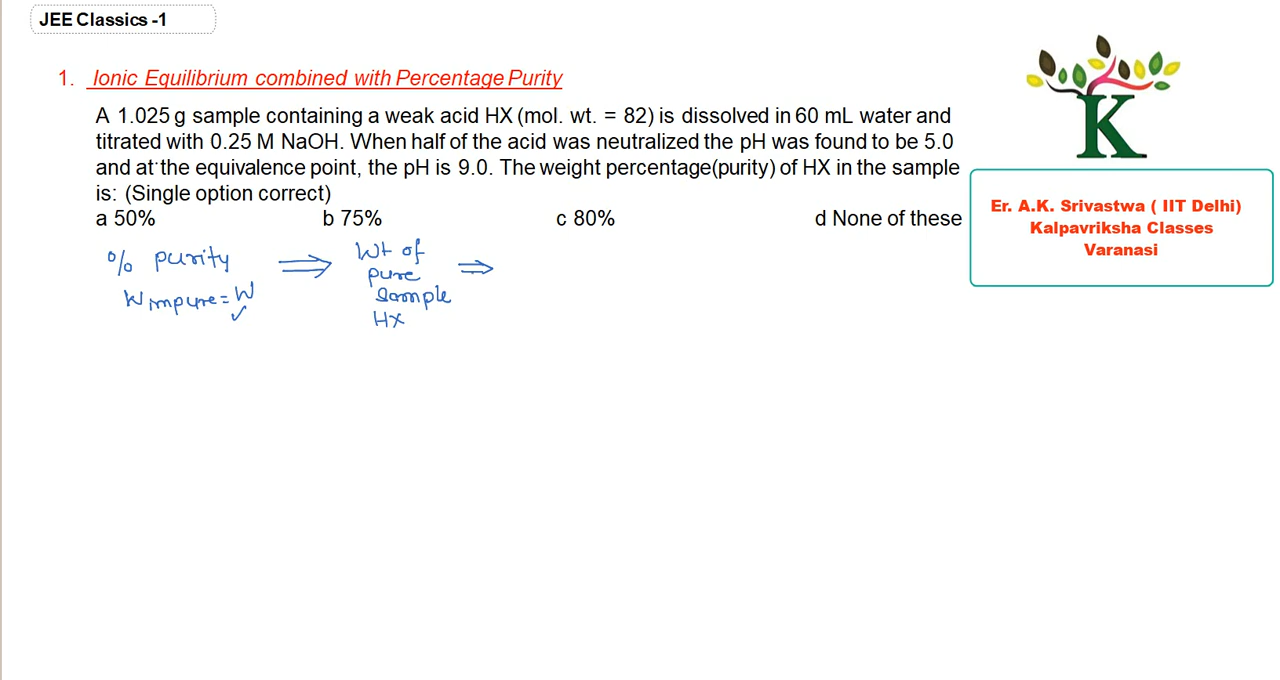 JEE Classics -1
1. Ionic Equilibrium combined with Percentage Purity
A 1.025 g sample containing a weak acid HX (mol. wt. = 82) is dissolved in 60 mL water and
titrated with 0.25 M NaOH. When half of the acid was neutralized the pH was found to be 5.0
and at the equivalence point, the pH is 9.0. The weight percentage(purity) of HX in the sample
is: (Single option correct)
a 50% b 75% c 80% d None of these
% purity ⟹ Wt of
pure
sample
HX ⟹
W impure = W ✓
K
Er. A.K. Srivastwa ( IIT Delhi)
Kalpavriksha Classes
Varanasi